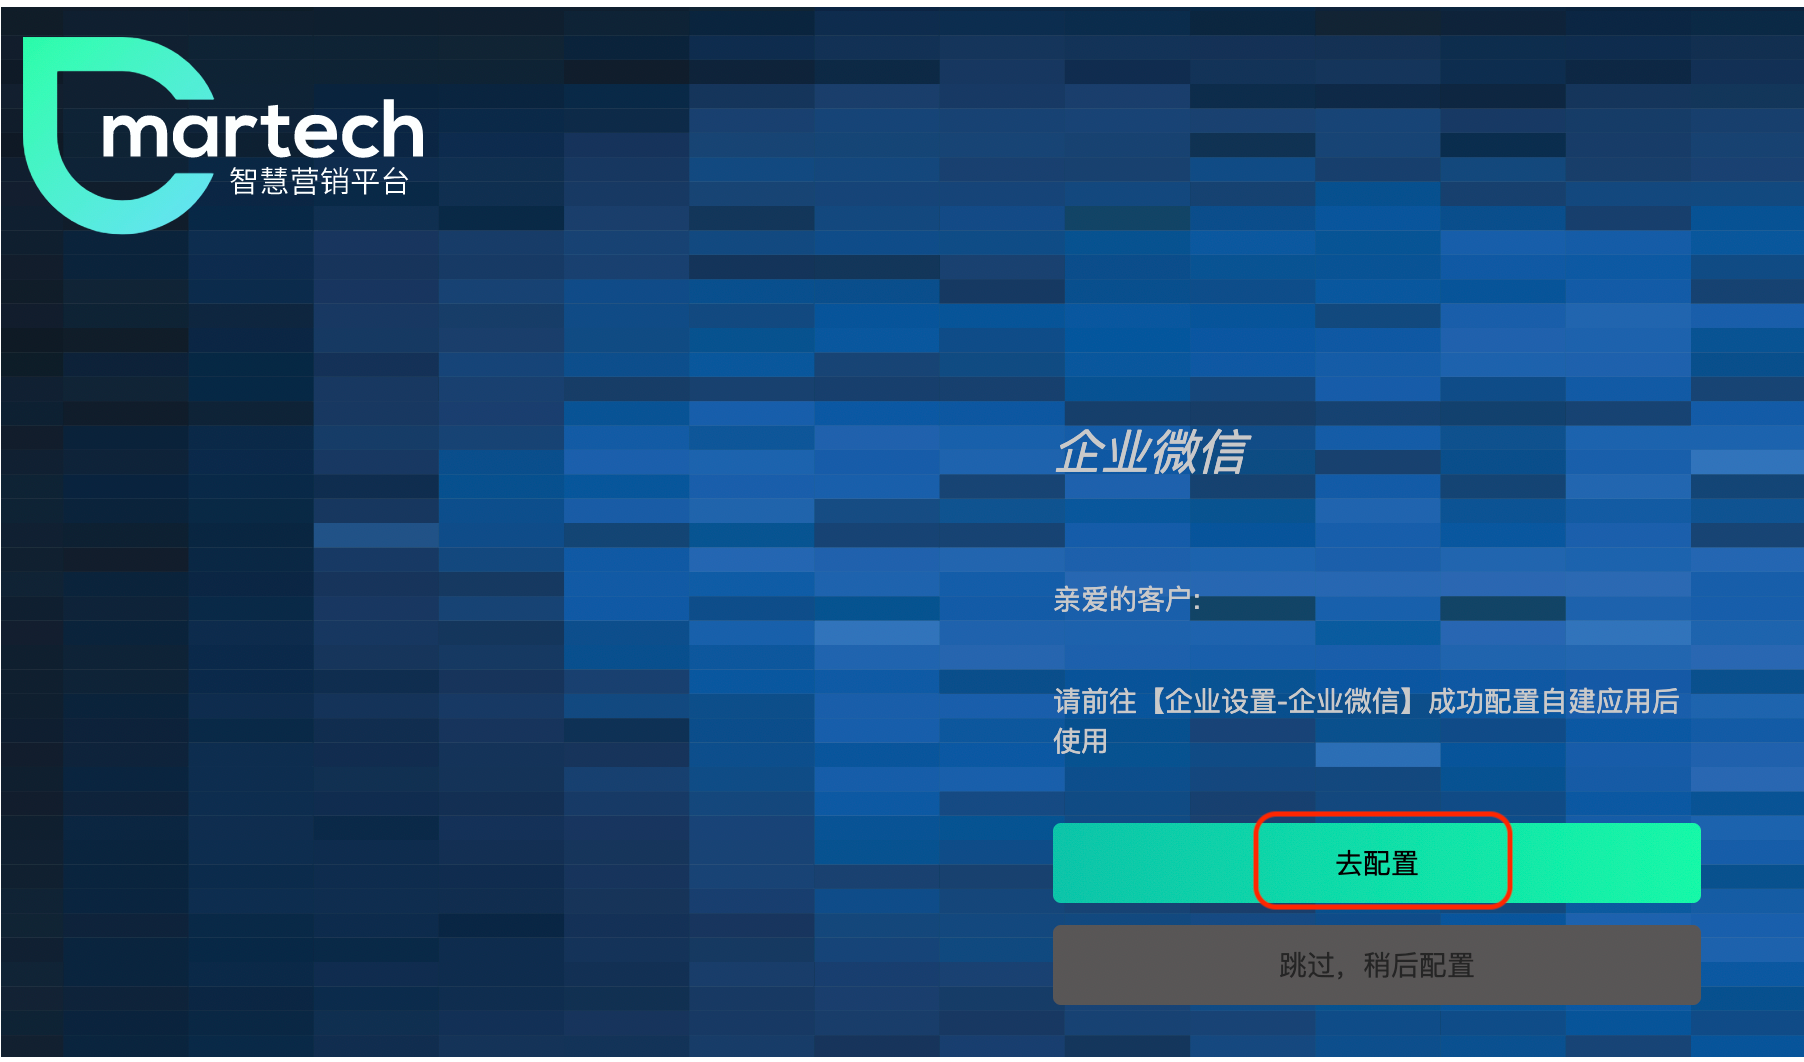 martech
智慧营销平台
企业微信
亲爱的客户:
请前往【企业设置-企业微信】成功配置自建应用后
使用
去配置
跳过，稍后配置